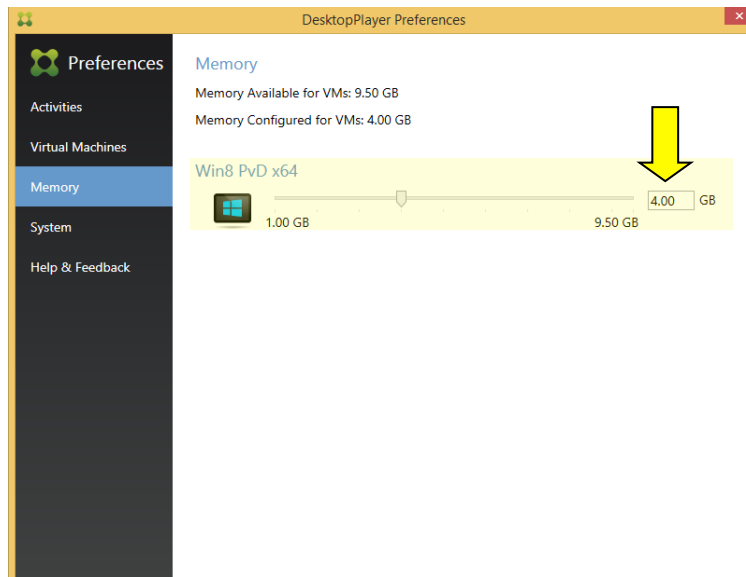 DesktopPlayer Preferences
Preferences
Activities
Virtual Machines
Memory
System
Help & Feedback
Memory
Memory Available for VMs: 9.50 GB
Memory Configured for VMs: 4.00 GB
Win8 PvD x64
4.00 GB
1.00 GB 9.50 GB